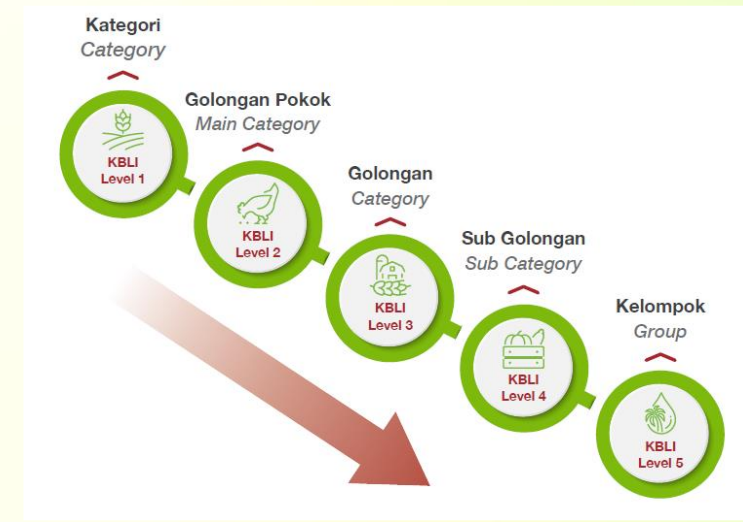 Kategori
Category
KBLI
Level 1
Golongan Pokok
Main Category
KBLI
Level 2
Golongan
Category
KBLI
Level 3
Sub Golongan
Sub Category
KBLI
Level 4
Kelompok
Group
KBLI
Level 5